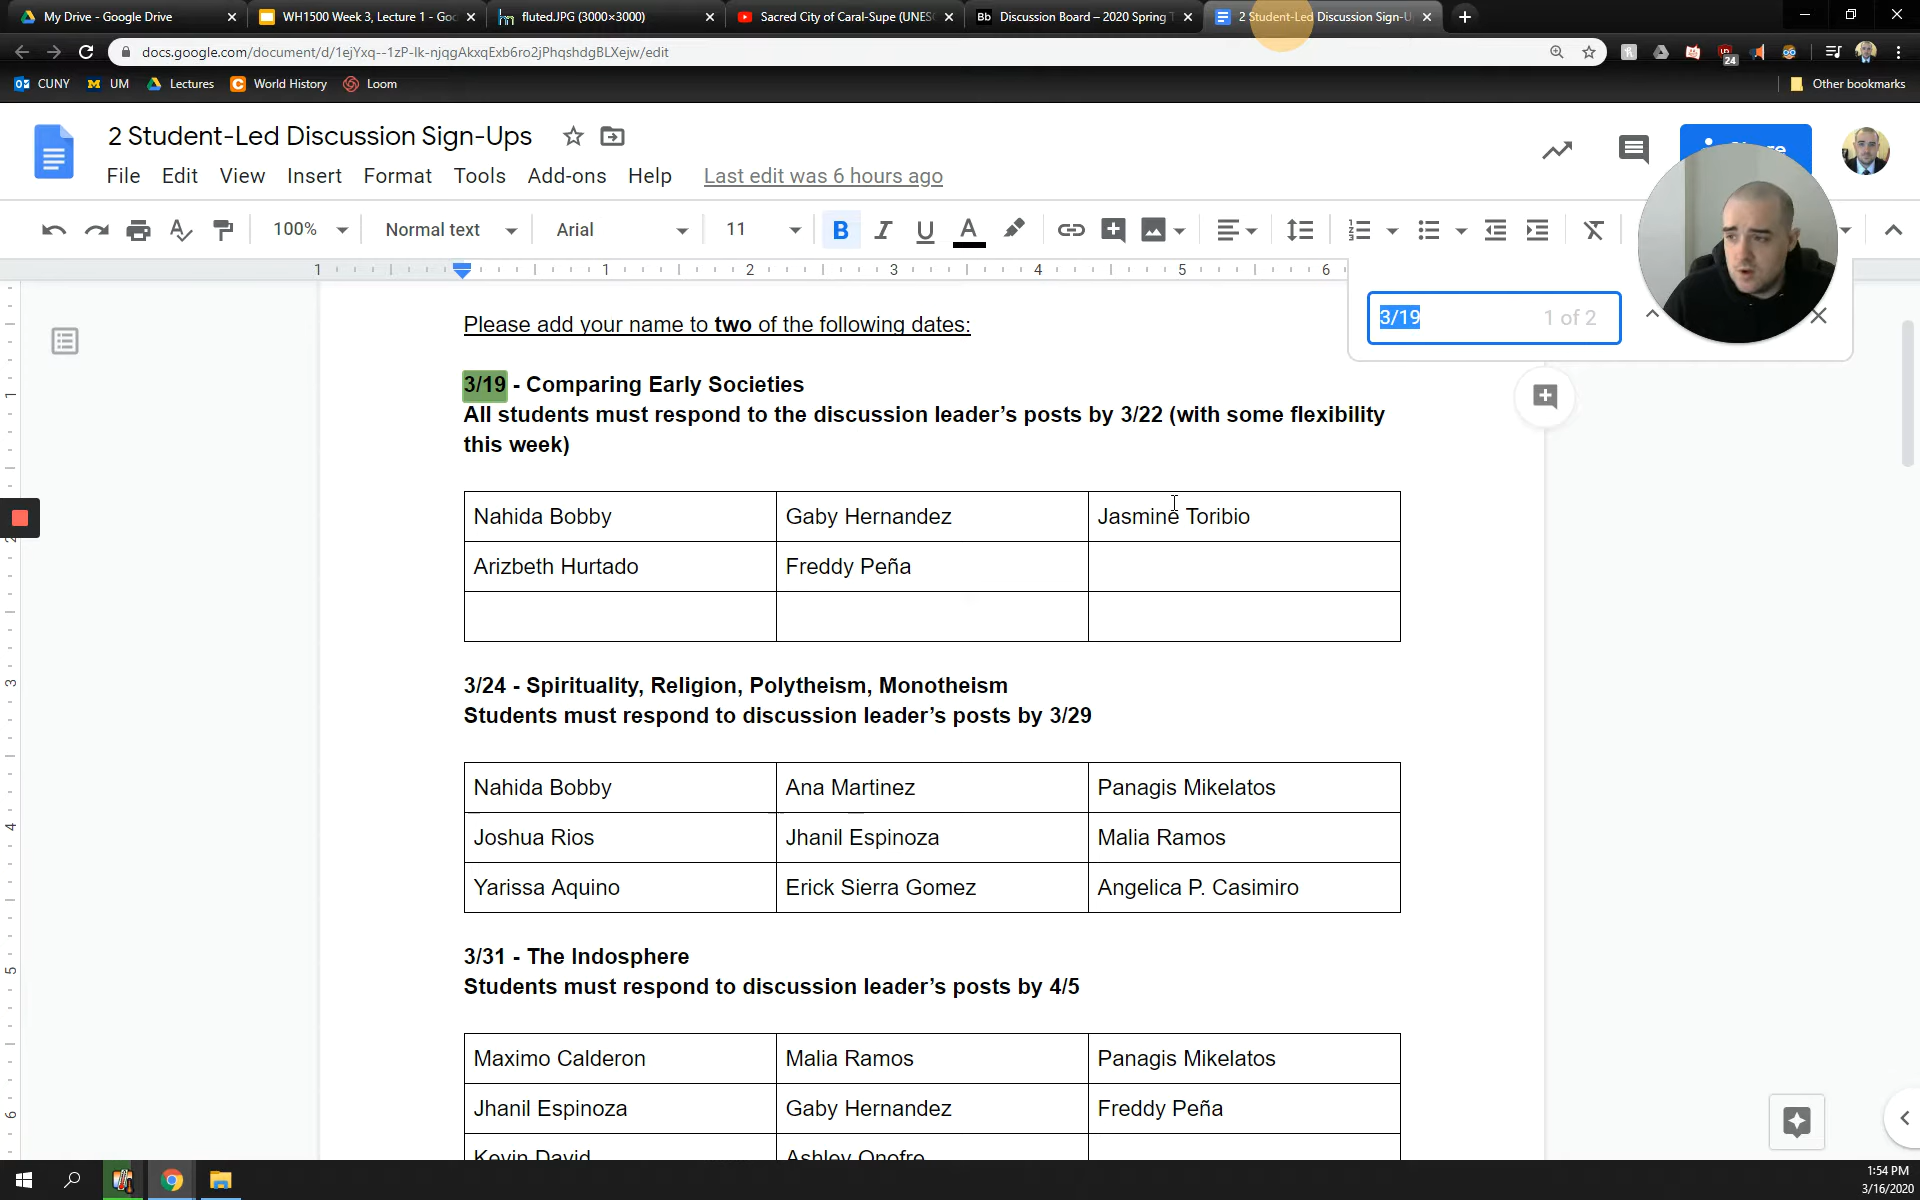 My Drive - Google Drive
WH1500 Week 3, Lecture 1 - Goo
fluted.JPG (3000×3000)
Sacred City of Caral-Supe (UNES
Bb Discussion Board – 2020 Spring T
2 Student-Led Discussion Sign-U
docs.google.com/document/d/1ejYxq--1zP-lk-njqgAkxqExb6ro2jPhqshdgBLXejw/edit
24
CUNY
UM
Lectures
World History
Loom
Other bookmarks
2 Student-Led Discussion Sign-Ups
File Edit View Insert Format Tools Add-ons Help Last edit was 6 hours ago
100% Normal text Arial 11
1 1 2 3 4 5 6
3/19 1 of 2
Please add your name to two of the following dates:
3/19 - Comparing Early Societies
All students must respond to the discussion leader’s posts by 3/22 (with some flexibility
this week)
Nahida Bobby Gaby Hernandez Jasmine Toribio
Arizbeth Hurtado Freddy Peña
3/24 - Spirituality, Religion, Polytheism, Monotheism
Students must respond to discussion leader’s posts by 3/29
Nahida Bobby Ana Martinez Panagis Mikelatos
Joshua Rios Jhanil Espinoza Malia Ramos
Yarissa Aquino Erick Sierra Gomez Angelica P. Casimiro
3/31 - The Indosphere
Students must respond to discussion leader’s posts by 4/5
Maximo Calderon Malia Ramos Panagis Mikelatos
Jhanil Espinoza Gaby Hernandez Freddy Peña
Kevin David Ashley Onofre
1:54 PM
3/16/2020